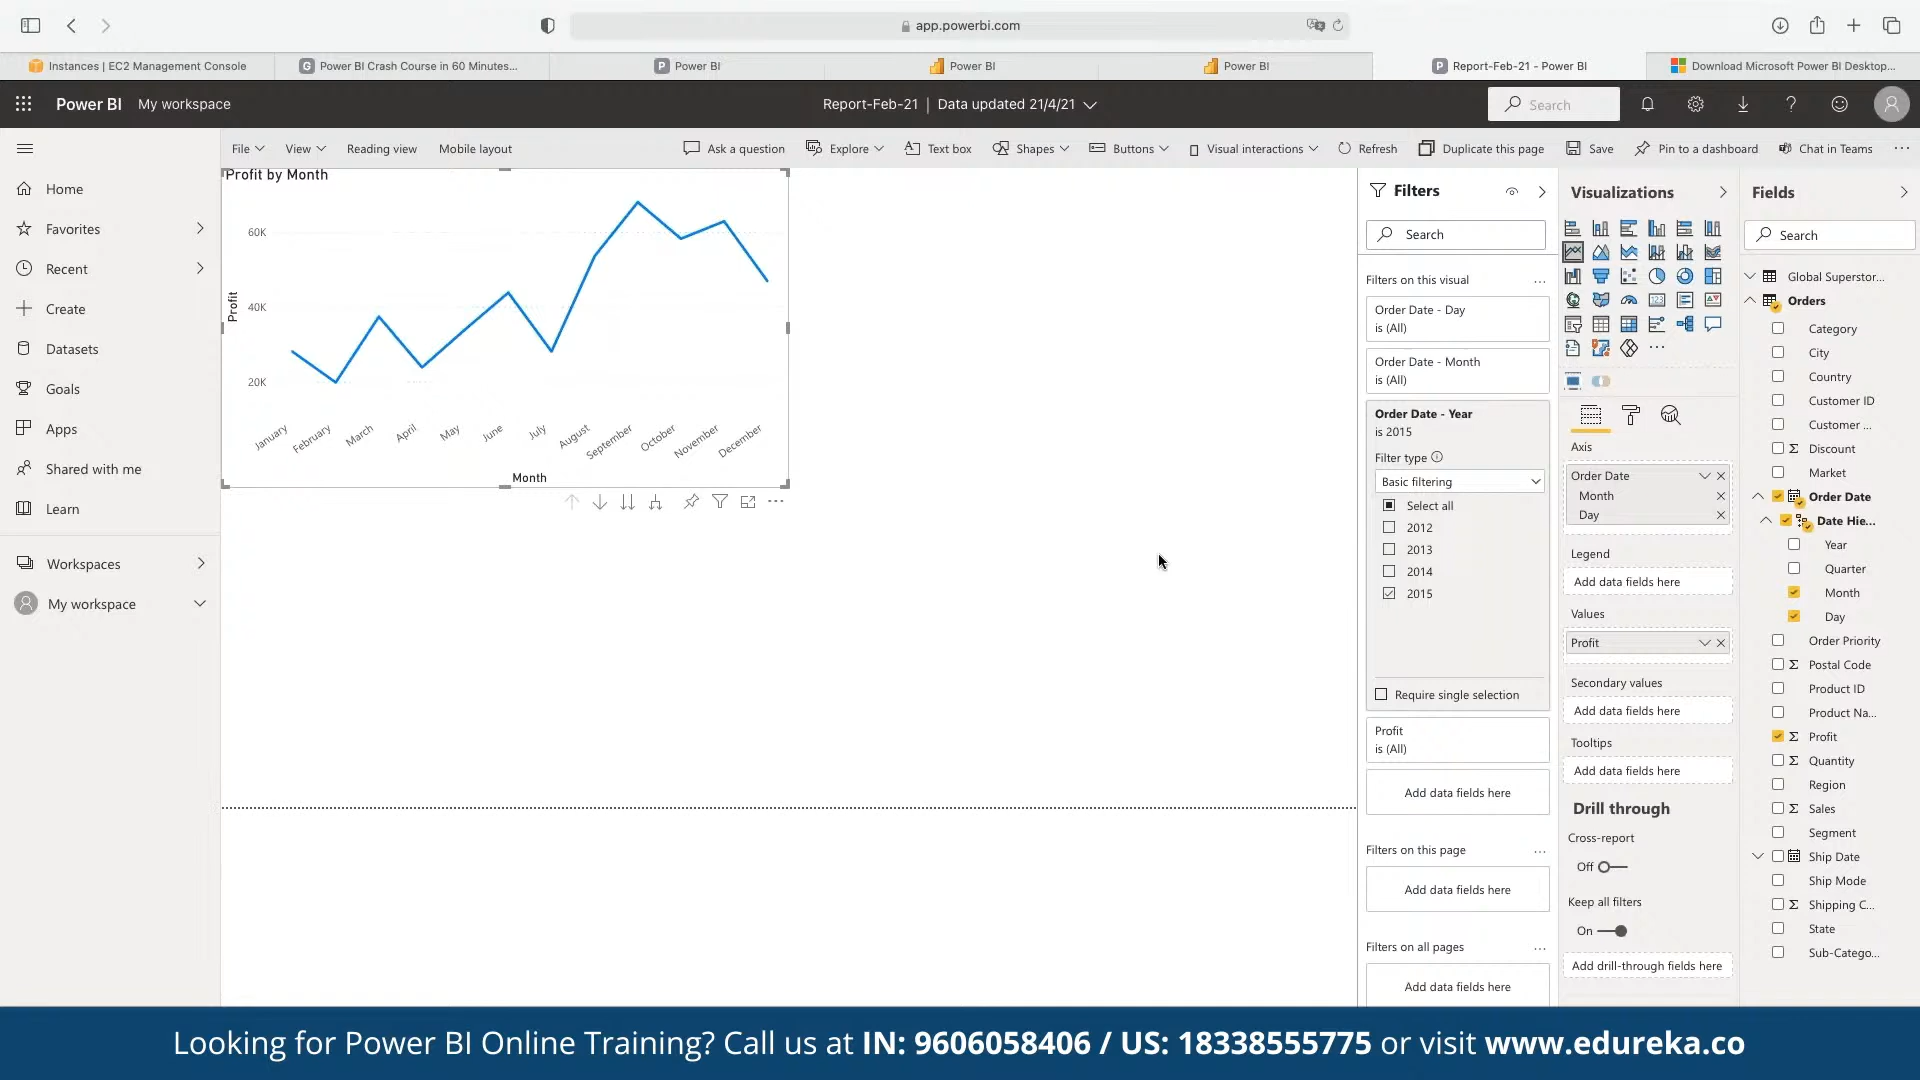 app.powerbi.com
Instances | EC2 Management Console
Power BI Crash Course in 60 Minutes...
Power BI
Power BI
Power BI
Report-Feb-21 - Power BI
Download Microsoft Power BI Desktop...
Power BI My workspace
Report-Feb-21 | Data updated 21/4/21
Search
File View Reading view Mobile layout
Ask a question Explore Text box Shapes Buttons Visual interactions Refresh Duplicate this page Save Pin to a dashboard Chat in Teams ...
Home
Favorites
Recent
Create
Datasets
Goals
Apps
Shared with me
Learn
Workspaces
My workspace
Profit by Month
60K
40K
20K
Profit
January February March April May June July August September October November December
Month
Filters
Search
Filters on this visual ...
Order Date - Day
is (All)
Order Date - Month
is (All)
Order Date - Year
is 2015
Filter type
Basic filtering
Select all
2012
2013
2014
2015
Require single selection
Profit
is (All)
Add data fields here
Filters on this page ...
Add data fields here
Filters on all pages ...
Add data fields here
Visualizations
Axis
Order Date
Month
Day
Legend
Add data fields here
Values
Profit
Secondary values
Add data fields here
Tooltips
Add data fields here
Drill through
Cross-report
Off
Keep all filters
On
Add drill-through fields here
Fields
Search
Global Superstor...
Orders
Category
City
Country
Customer ID
Customer ...
Discount
Market
Order Date
Date Hie...
Year
Quarter
Month
Day
Order Priority
Postal Code
Product ID
Product Na...
Profit
Quantity
Region
Sales
Segment
Ship Date
Ship Mode
Shipping C...
State
Sub-Catego...
Looking for Power BI Online Training? Call us at IN: 9606058406 / US: 18338555775 or visit www.edureka.co